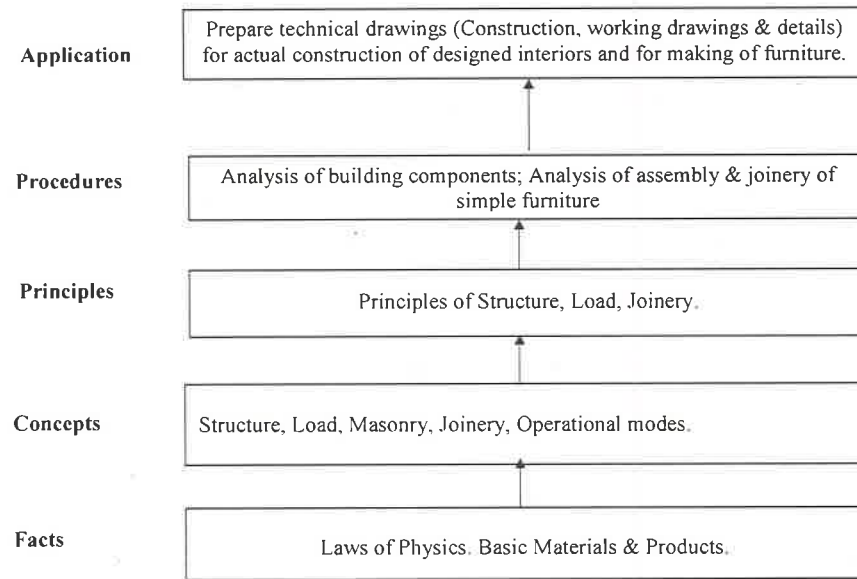 Application
Prepare technical drawings (Construction, working drawings & details)
for actual construction of designed interiors and for making of furniture.
Procedures
Analysis of building components; Analysis of assembly & joinery of
simple furniture
Principles
Principles of Structure, Load, Joinery.
Concepts
Structure, Load, Masonry, Joinery, Operational modes.
Facts
Laws of Physics. Basic Materials & Products.